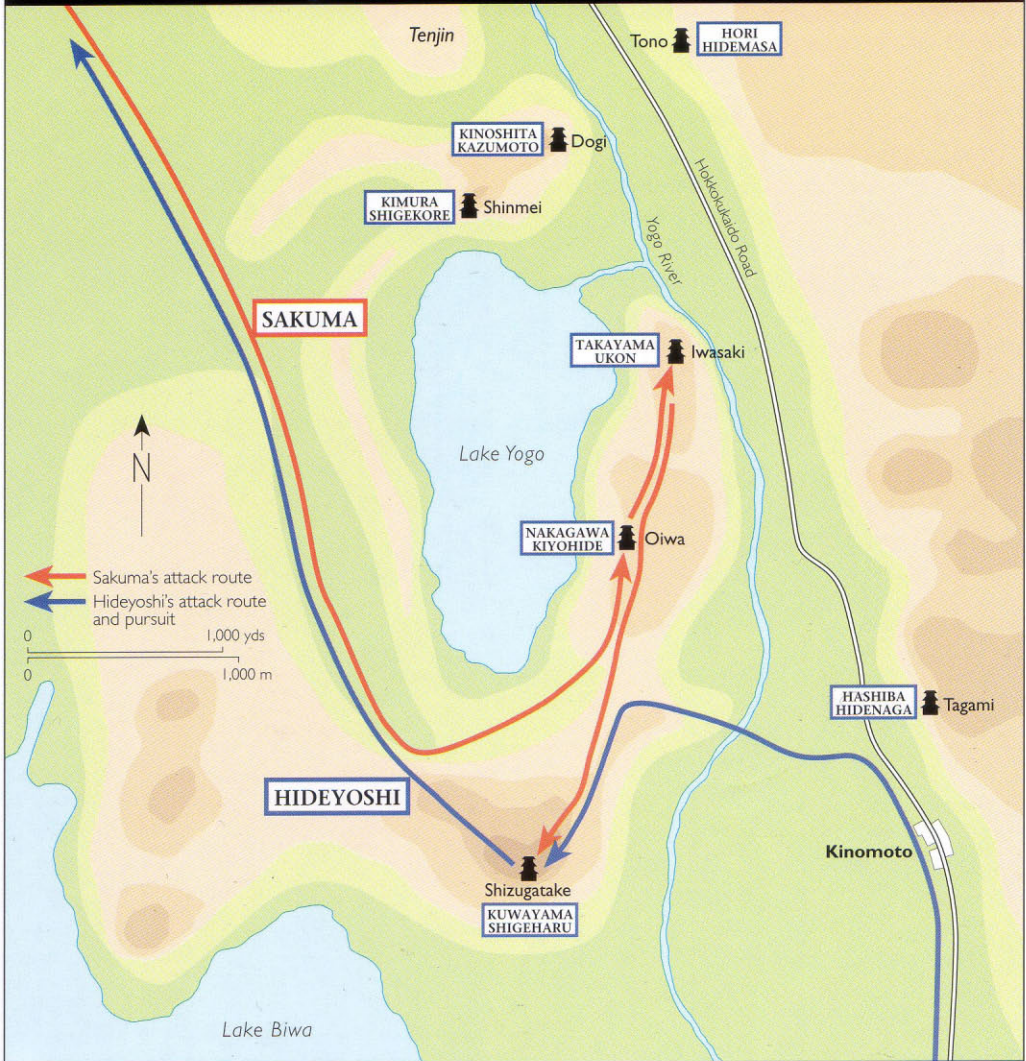 Tenjin
Tono
HORI
HIDEMASA
KINOSHITA
KAZUMOTO
Dogi
KIMURA
SHIGEKORE
Shinmei
Hokkokukaido Road
Yogo River
SAKUMA
TAKAYAMA
UKON
Iwasaki
N
Lake Yogo
NAKAGAWA
KIYOHIDE
Oiwa
Sakuma's attack route
Hideyoshi's attack route
and pursuit
0 1,000 yds
0 1,000 m
HASHIBA
HIDENAGA
Tagami
HIDEYOSHI
Kinomoto
Shizugatake
KUWAYAMA
SHIGEHARU
Lake Biwa